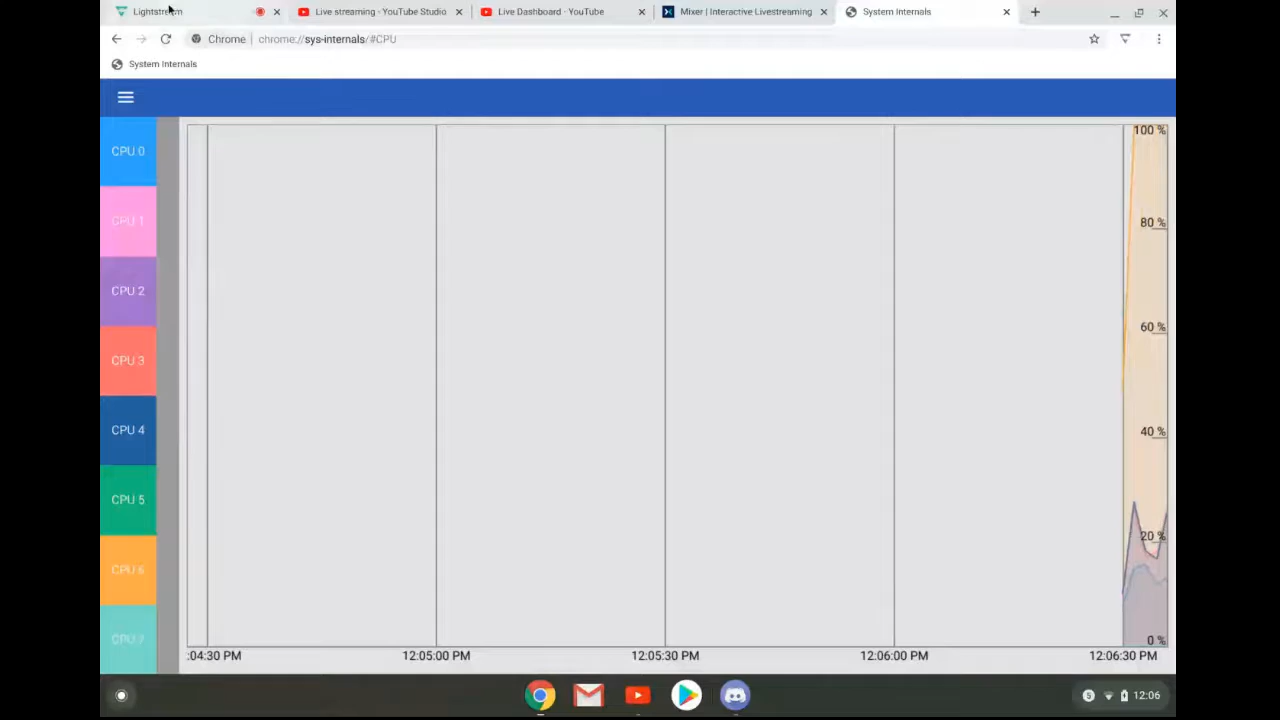 Lightstream
Live streaming - YouTube Studio
Live Dashboard - YouTube
Mixer | Interactive Livestreaming
System Internals
Chrome | chrome://sys-internals/#CPU
System Internals
CPU 0
CPU 1
CPU 2
CPU 3
CPU 4
CPU 5
CPU 6
CPU 7
100 %
80 %
60 %
40 %
20 %
0 %
:04:30 PM
12:05:00 PM
12:05:30 PM
12:06:00 PM
12:06:30 PM
5
12:06